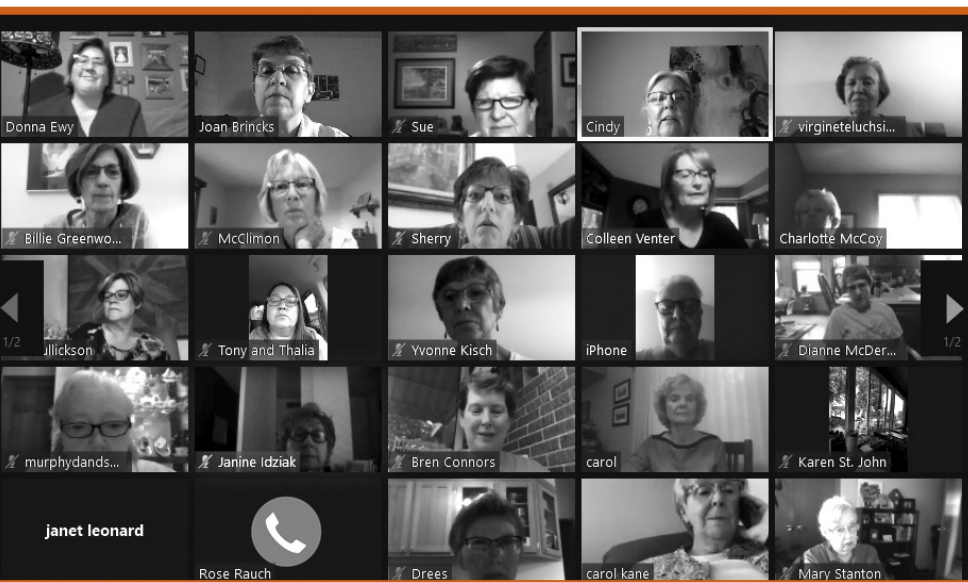 Donna Ewy
Joan Brincks
Sue
Cindy
virgineteluchsi...
Billie Greenwo...
McClimon
Sherry
Colleen Venter
Charlotte McCoy
1/2
ullickson
Tony and Thalia
Yvonne Kisch
iPhone
Dianne McDer...
1/2
murphydands...
Janine Idziak
Bren Connors
carol
Karen St. John
janet leonard
Rose Rauch
Drees
carol kane
Mary Stanton